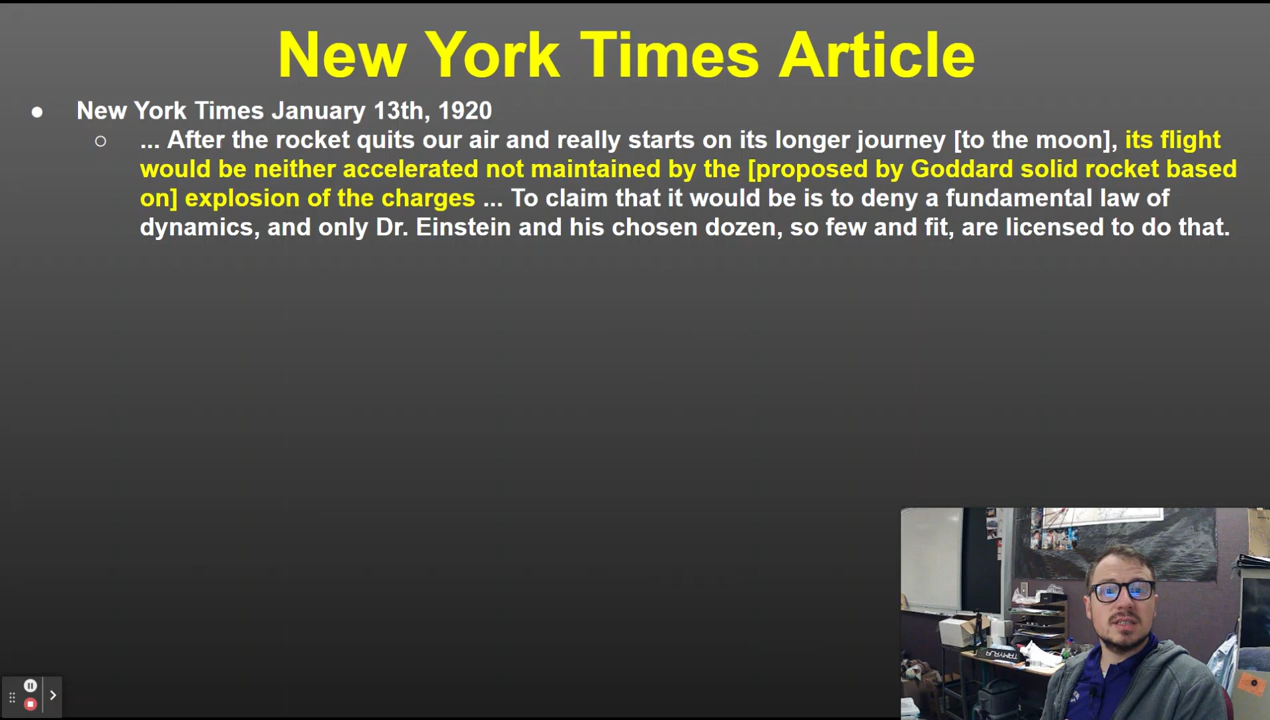 New York Times Article
● New York Times January 13th, 1920
○ ... After the rocket quits our air and really starts on its longer journey [to the moon], its flight
would be neither accelerated not maintained by the [proposed by Goddard solid rocket based
on] explosion of the charges ... To claim that it would be is to deny a fundamental law of
dynamics, and only Dr. Einstein and his chosen dozen, so few and fit, are licensed to do that.